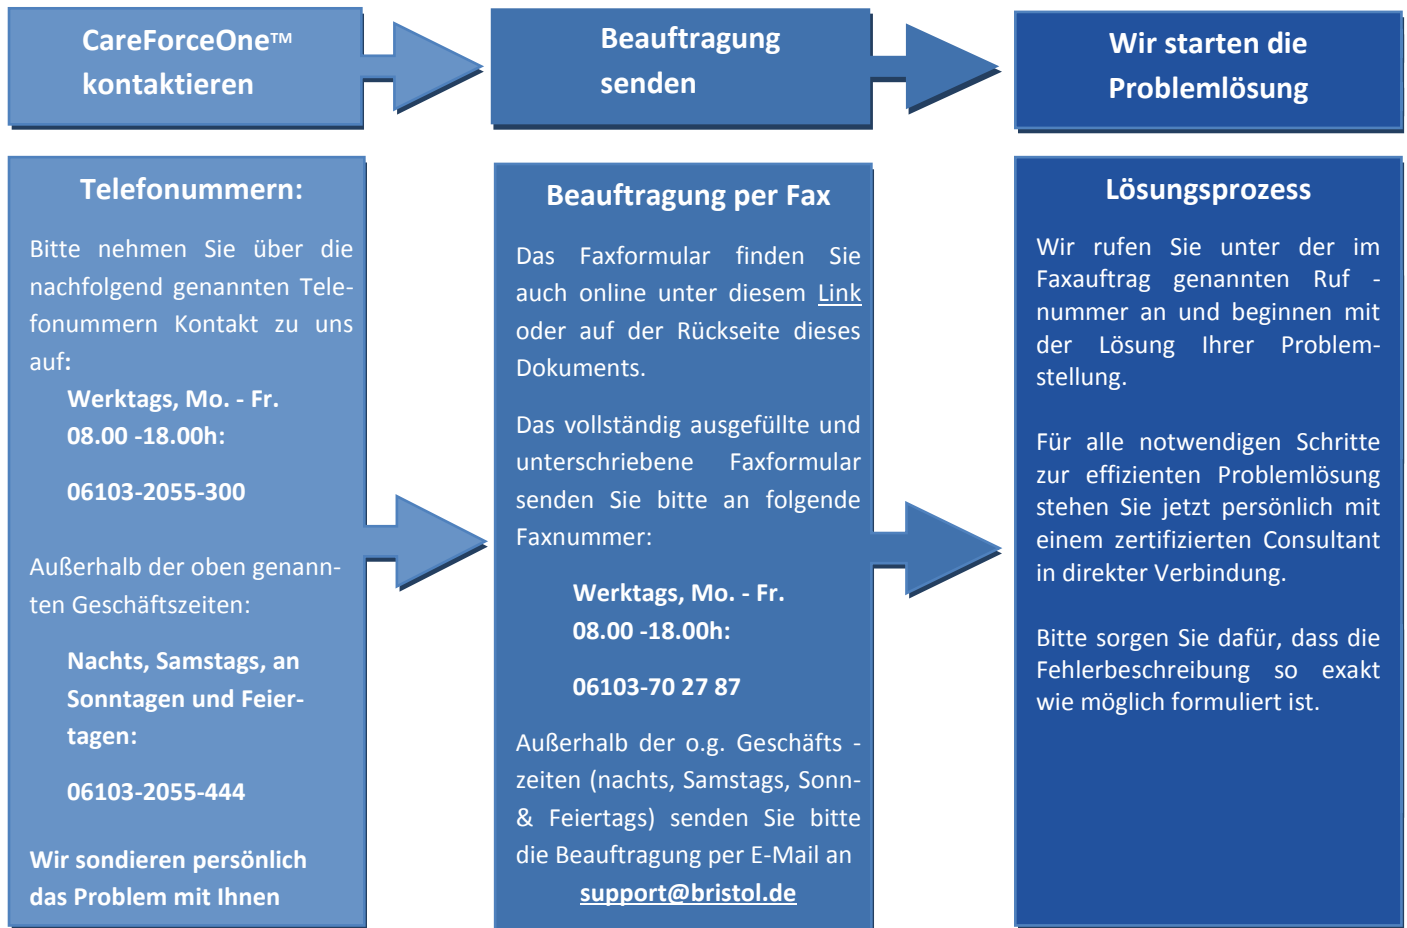 CareForceOne™
kontaktieren
Beauftragung
senden
Wir starten die
Problemlösung
Telefonummern:
Bitte nehmen Sie über die
nachfolgend genannten Tele-
fonummern Kontakt zu uns
auf:
Werktags, Mo. - Fr.
08.00 -18.00h:
06103-2055-300
Außerhalb der oben genann-
ten Geschäftszeiten:
Nachts, Samstags, an
Sonntagen und Feier-
tagen:
06103-2055-444
Wir sondieren persönlich
das Problem mit Ihnen
Beauftragung per Fax
Das Faxformular finden Sie
auch online unter diesem Link
oder auf der Rückseite dieses
Dokuments.
Das vollständig ausgefüllte und
unterschriebene Faxformular
senden Sie bitte an folgende
Faxnummer:
Werktags, Mo. - Fr.
08.00 -18.00h:
06103-70 27 87
Außerhalb der o.g. Geschäfts -
zeiten (nachts, Samstags, Sonn-
& Feiertags) senden Sie bitte
die Beauftragung per E-Mail an
support@bristol.de
Lösungsprozess
Wir rufen Sie unter der im
Faxauftrag genannten Ruf -
nummer an und beginnen mit
der Lösung Ihrer Problem-
stellung.
Für alle notwendigen Schritte
zur effizienten Problemlösung
stehen Sie jetzt persönlich mit
einem zertifizierten Consultant
in direkter Verbindung.
Bitte sorgen Sie dafür, dass die
Fehlerbeschreibung so exakt
wie möglich formuliert ist.